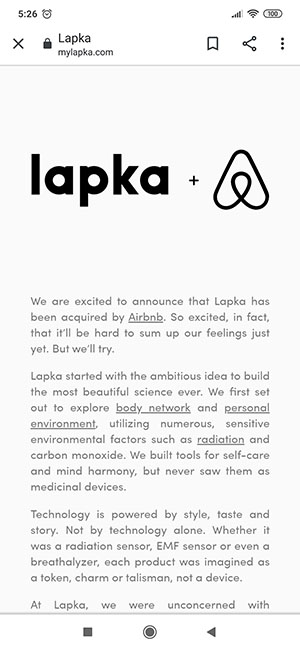 5:26
100
Lapka
mylapka.com
lapka +
We are excited to announce that Lapka has
been acquired by Airbnb. So excited, in fact,
that it'll be hard to sum up our feelings just
yet. But we'll try.
Lapka started with the ambitious idea to build
the most beautiful science ever. We first set
out to explore body network and personal
environment, utilizing numerous, sensitive
environmental factors such as radiation and
carbon monoxide. We built tools for self-care
and mind harmony, but never saw them as
medicinal devices.
Technology is powered by style, taste and
story. Not by technology alone. Whether it
was a radiation sensor, EMF sensor or even a
breathalyzer, each product was imagined as
a token, charm or talisman, not a device.
At Lapka, we were unconcerned with